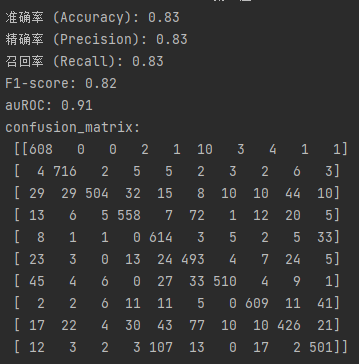 准确率 (Accuracy): 0.83
精确率 (Precision): 0.83
召回率 (Recall): 0.83
F1-score: 0.82
auROC: 0.91
confusion_matrix:
[[608 0 0 2 1 10 3 4 1 1]
[ 4 716 2 5 5 2 3 2 6 3]
[ 29 29 504 32 15 8 10 10 44 10]
[ 13 6 5 558 7 72 1 12 20 5]
[ 8 1 1 0 614 3 5 2 5 33]
[ 23 3 0 13 24 493 4 7 24 5]
[ 45 4 6 0 27 33 510 4 9 1]
[ 2 2 6 11 11 5 0 609 11 41]
[ 17 22 4 30 43 77 10 10 426 21]
[ 12 3 2 3 107 13 0 17 2 501]]